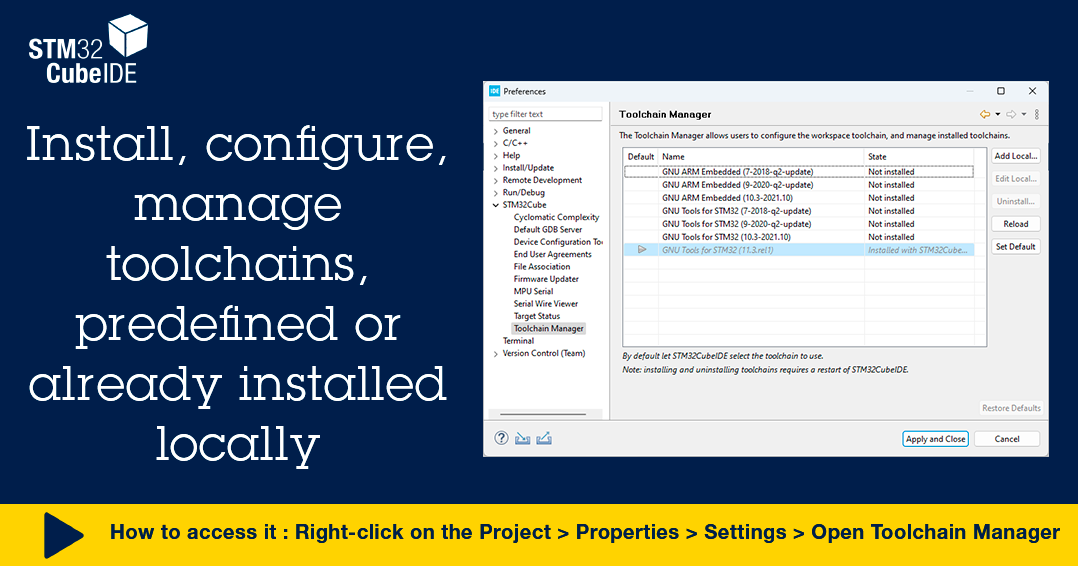 STM32
CubeIDE
Install, configure,
manage
toolchains,
predefined or
already installed
locally
IDE Preferences
type filter text
General
C/C++
Help
Install/Update
Remote Development
Run/Debug
STM32Cube
Cyclomatic Complexity
Default GDB Server
Device Configuration Too
End User Agreements
File Association
Firmware Updater
MPU Serial
Serial Wire Viewer
Target Status
Toolchain Manager
Terminal
Version Control (Team)
Toolchain Manager
The Toolchain Manager allows users to configure the workspace toolchain, and manage installed toolchains.
Default Name State
GNU ARM Embedded (7-2018-q2-update) Not installed
GNU ARM Embedded (9-2020-q2-update) Not installed
GNU ARM Embedded (10.3-2021.10) Not installed
GNU Tools for STM32 (7-2018-q2-update) Not installed
GNU Tools for STM32 (9-2020-q2-update) Not installed
GNU Tools for STM32 (10.3-2021.10) Not installed
GNU Tools for STM32 (11.3.rel1) Installed with STM32Cube...
Add Local...
Edit Local...
Uninstall...
Reload
Set Default
By default let STM32CubeIDE select the toolchain to use.
Note: installing and uninstalling toolchains requires a restart of STM32CubeIDE.
Restore Defaults
?
Apply and Close
Cancel
How to access it : Right-click on the Project > Properties > Settings > Open Toolchain Manager